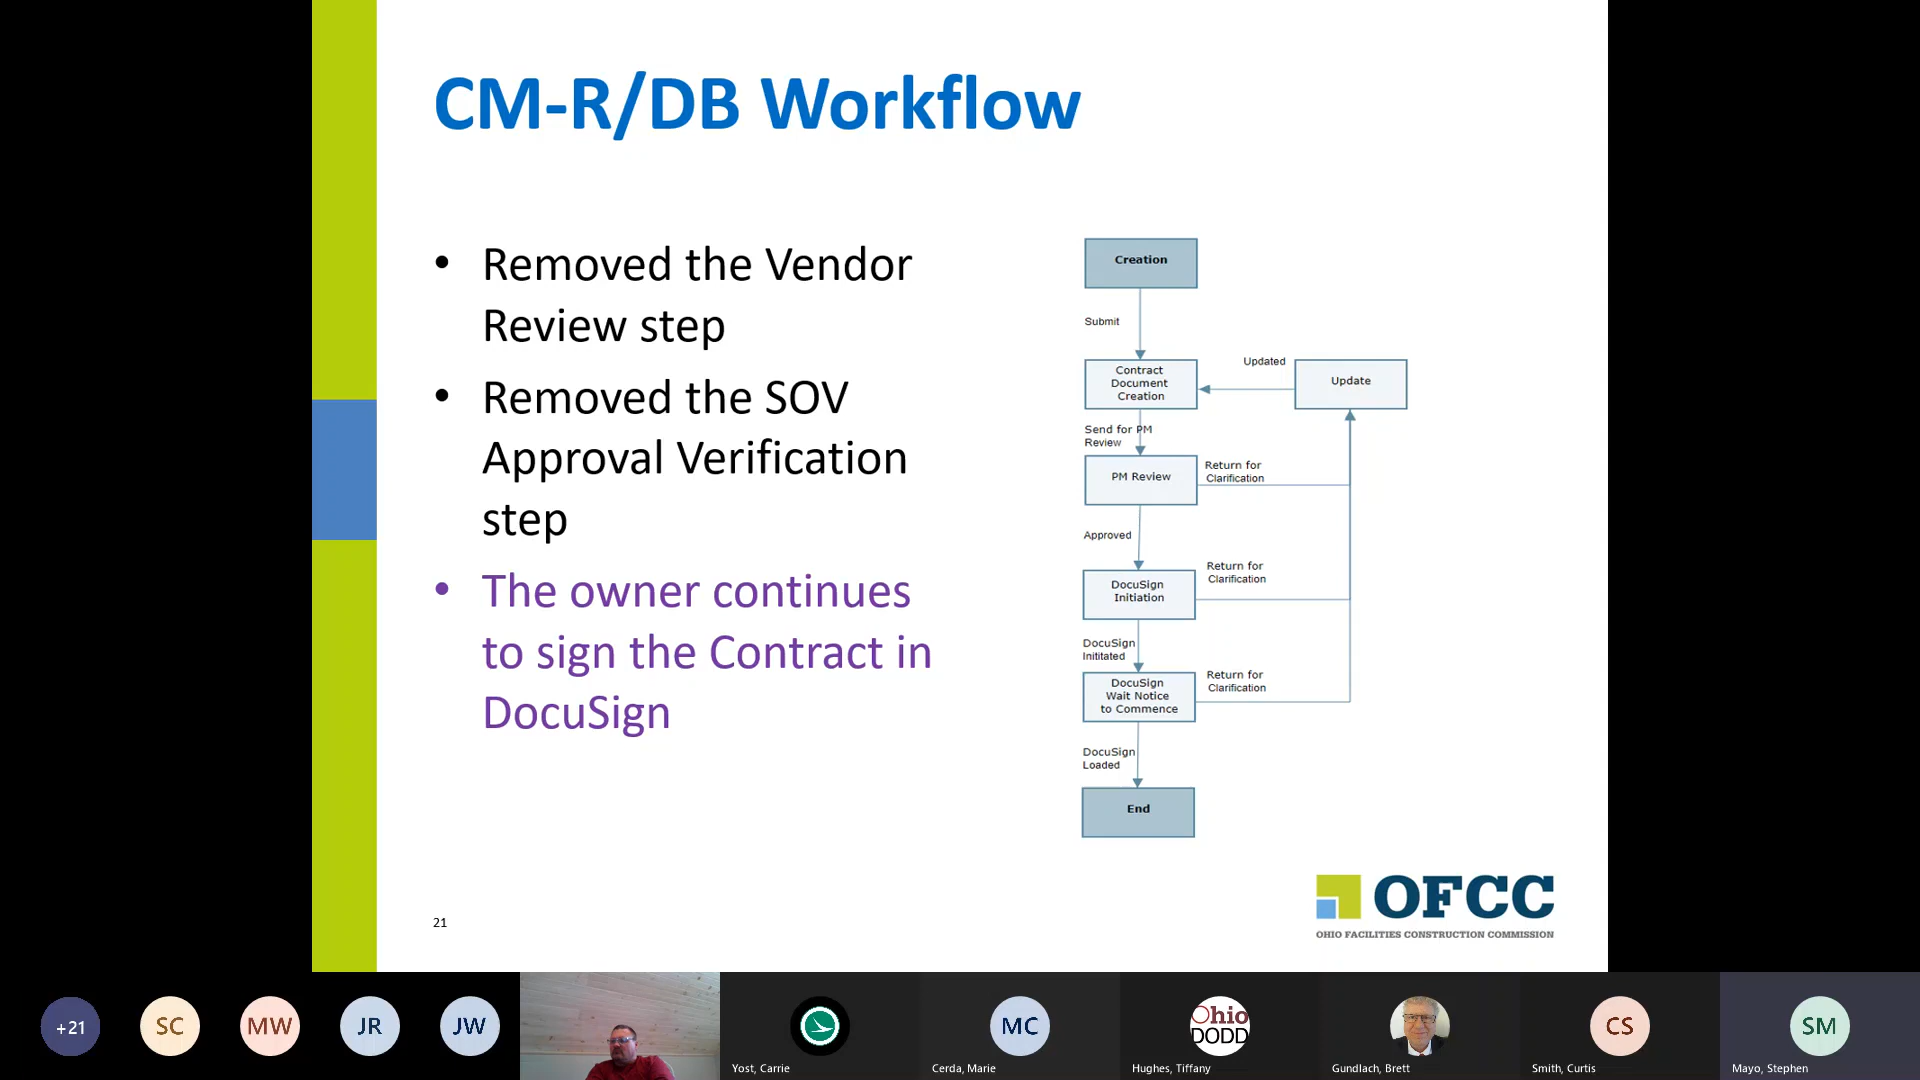 CM-R/DB Workflow
• Removed the Vendor
Review step
• Removed the SOV
Approval Verification
step
• The owner continues
to sign the Contract in
DocuSign
Creation
Submit
Contract
Document
Creation
Updated
Update
Send for PM
Review
PM Review
Return for
Clarification
Approved
DocuSign
Initiation
Return for
Clarification
DocuSign
Inititated
DocuSign
Wait Notice
to Commence
Return for
Clarification
DocuSign
Loaded
End
21
OFCC
OHIO FACILITIES CONSTRUCTION COMMISSION
+21
SC
MW
JR
JW
Yost, Carrie
MC
Cerda, Marie
Ohio
DODD
Hughes, Tiffany
Gundlach, Brett
CS
Smith, Curtis
SM
Mayo, Stephen